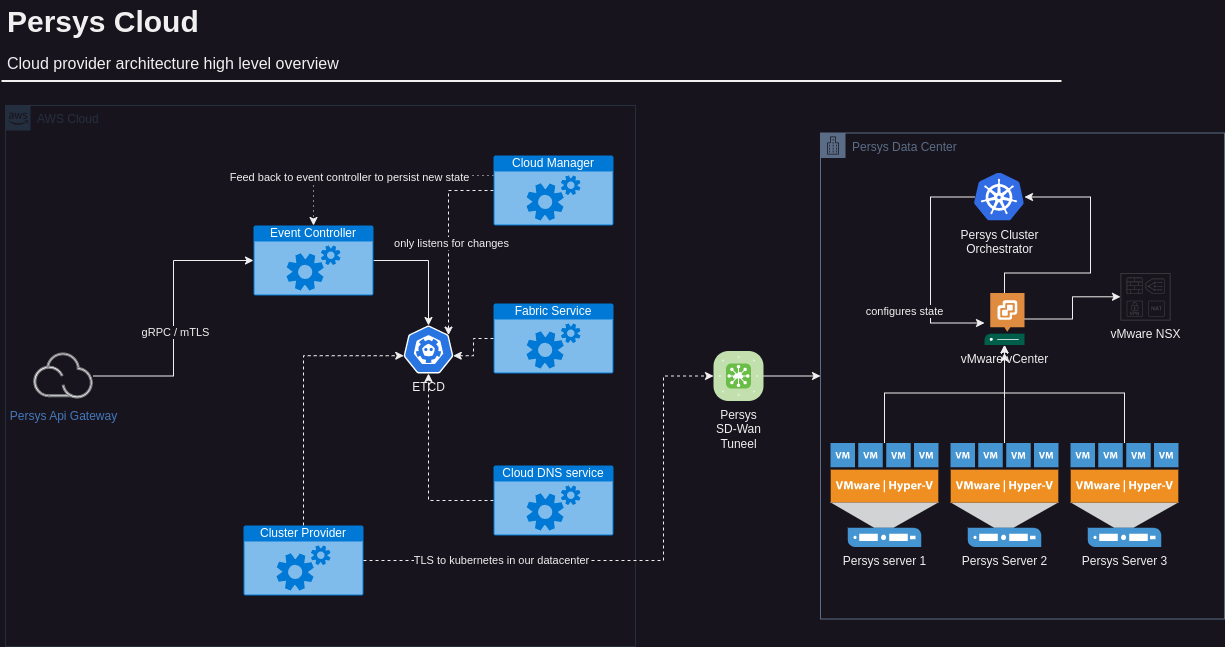 Persys Cloud
Cloud provider architecture high level overview
aws
AWS Cloud
Persys Data Center
Cloud Manager
Feed back to event controller to persist new state
Event Controller
only listens for changes
Persys Cluster
Orchestrator
configures state
vMware NSX
NAT
Fabric Service
gRPC / mTLS
ETCD
vMware vCenter
Persys Api Gateway
Persys
SD-Wan
Tuneel
VM VM VM VM
VM VM VM VM
VM VM VM VM
VMware | Hyper-V
VMware | Hyper-V
VMware | Hyper-V
Cloud DNS service
Cluster Provider
TLS to kubernetes in our datacenter
Persys server 1
Persys Server 2
Persys Server 3